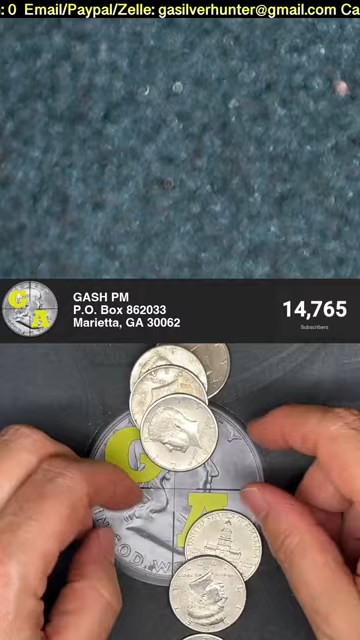 : 0 Email/Paypal/Zelle: gasilverhunter@gmail.com Ca
G
A
GASH PM
P.O. Box 862033
Marietta, GA 30062
14,765
Subscribers
G
A